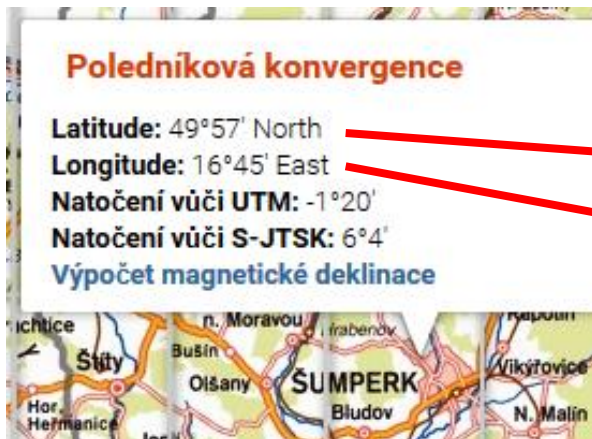 Poledníková konvergence
Latitude: 49°57' North
Longitude: 16°45' East
Natočení vůči UTM: -1°20'
Natočení vůči S-JTSK: 6°4'
Výpočet magnetické deklinace
n. Moravou
Hraběnov
Štíty
Bušín
Vikýřovice
Olšany
ŠUMPERK
Hor.
Heřmanice
Bludov
N. Malín